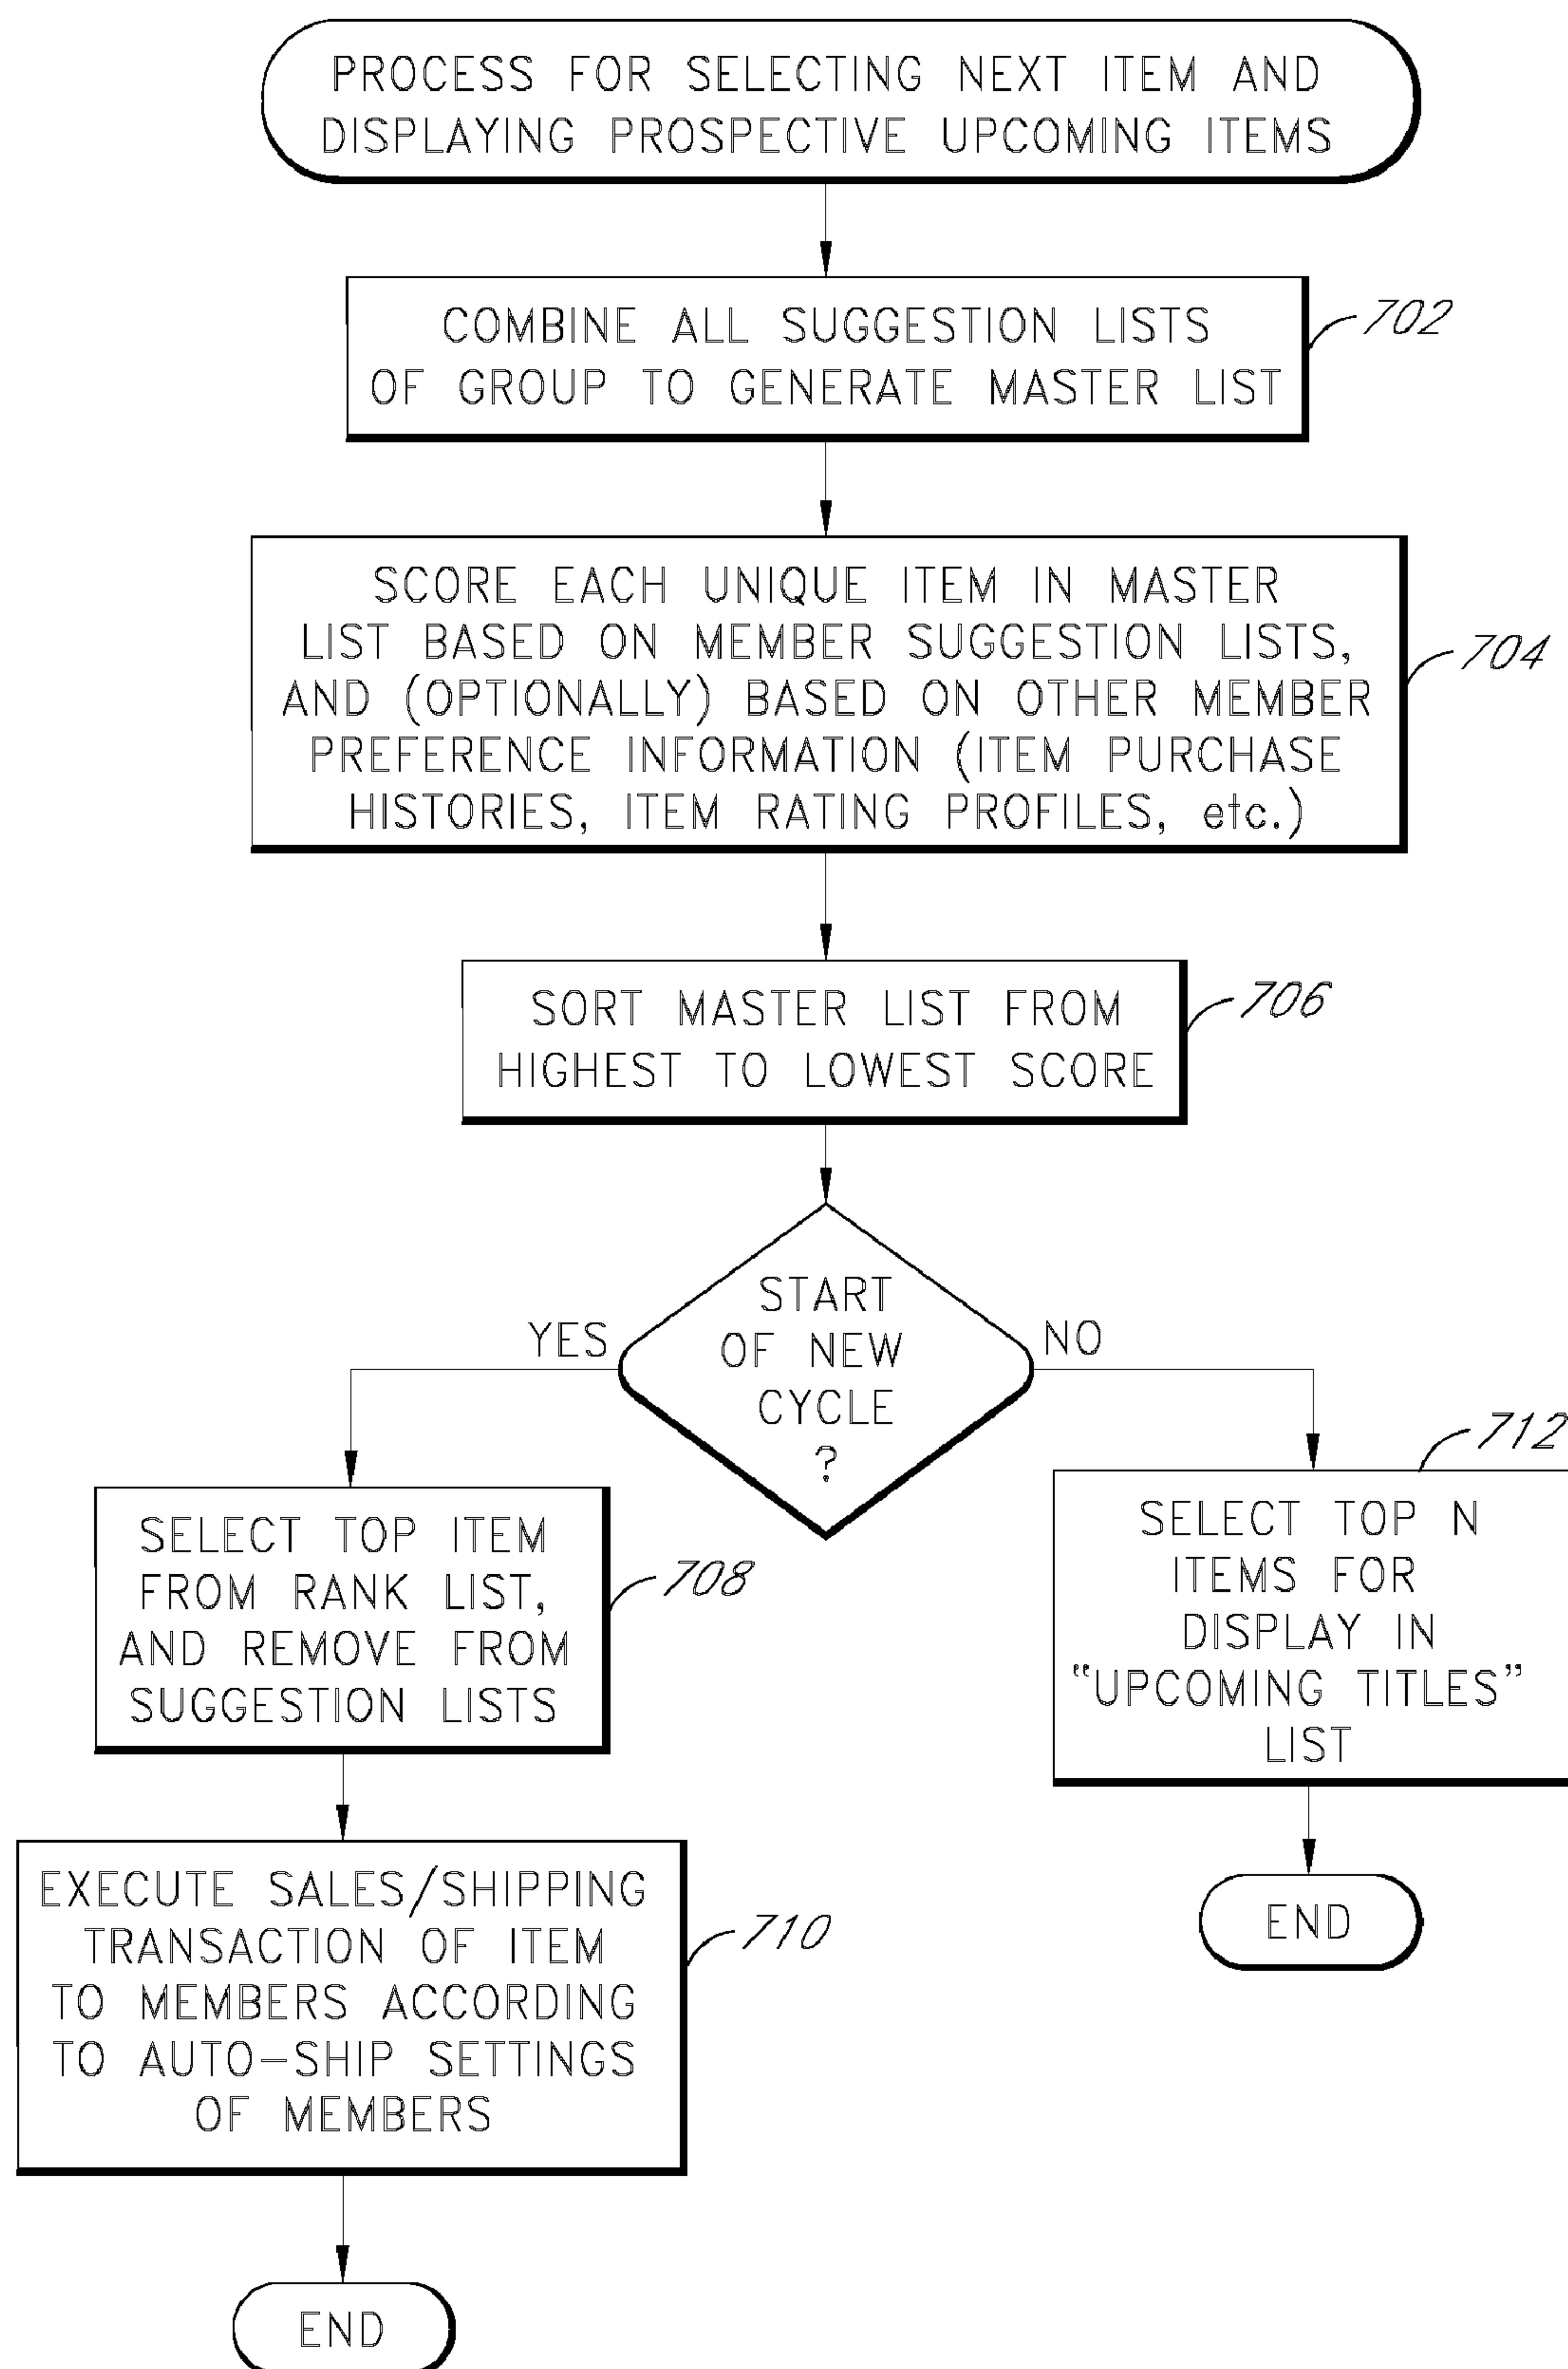 PROCESS FOR SELECTING NEXT ITEM AND
DISPLAYING PROSPECTIVE UPCOMING ITEMS
COMBINE ALL SUGGESTION LISTS
OF GROUP TO GENERATE MASTER LIST
702
SCORE EACH UNIQUE ITEM IN MASTER
LIST BASED ON MEMBER SUGGESTION LISTS,
AND (OPTIONALLY) BASED ON OTHER MEMBER
PREFERENCE INFORMATION (ITEM PURCHASE
HISTORIES, ITEM RATING PROFILES, etc.)
704
SORT MASTER LIST FROM
HIGHEST TO LOWEST SCORE
706
START
OF NEW
CYCLE
?
YES
NO
SELECT TOP ITEM
FROM RANK LIST,
AND REMOVE FROM
SUGGESTION LISTS
708
712
SELECT TOP N
ITEMS FOR
DISPLAY IN
“UPCOMING TITLES”
LIST
EXECUTE SALES/SHIPPING
TRANSACTION OF ITEM
TO MEMBERS ACCORDING
TO AUTO-SHIP SETTINGS
OF MEMBERS
710
END
END